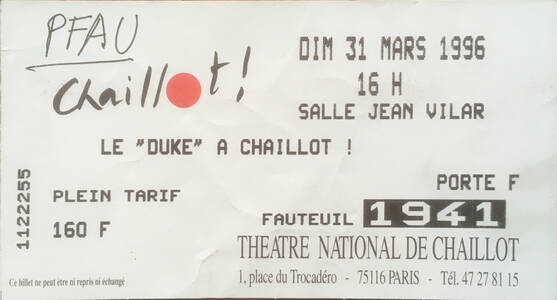 PFAU
Chaillot!
DIM 31 MARS 1996
16 H
SALLE JEAN VILAR
LE "DUKE" A CHAILLOT !
1122255
PLEIN TARIF
160 F
PORTE F
FAUTEUIL 1941
THEATRE NATIONAL DE CHAILLOT
1, place du Trocadéro - 75116 PARIS - Tél. 47 27 81 15
Ce billet ne peut être ni repris ni échangé